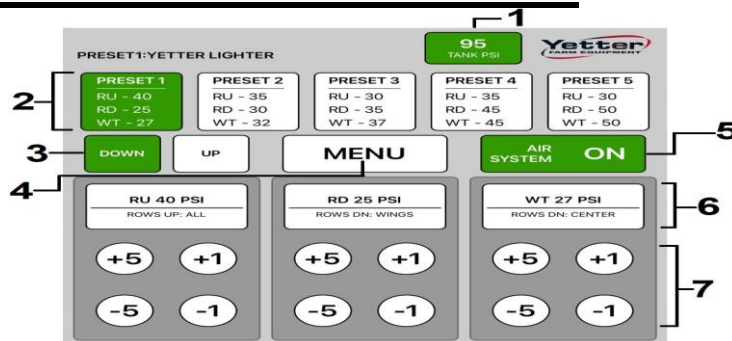 1
95
TANK PSI
Yetter
FARM EQUIPMENT
PRESET1:YETTER LIGHTER
2
PRESET 1
RU - 40
RD - 25
WT - 27
PRESET 2
RU - 35
RD - 30
WT - 32
PRESET 3
RU - 30
RD - 35
WT - 37
PRESET 4
RU - 35
RD - 45
WT - 45
PRESET 5
RU - 30
RD - 50
WT - 50
3
DOWN
UP
MENU
AIR SYSTEM ON
5
4
RU 40 PSI
ROWS UP: ALL
RD 25 PSI
ROWS DN: WINGS
WT 27 PSI
ROWS DN: CENTER
6
+5 +1
+5 +1
+5 +1
-5 -1
-5 -1
-5 -1
7